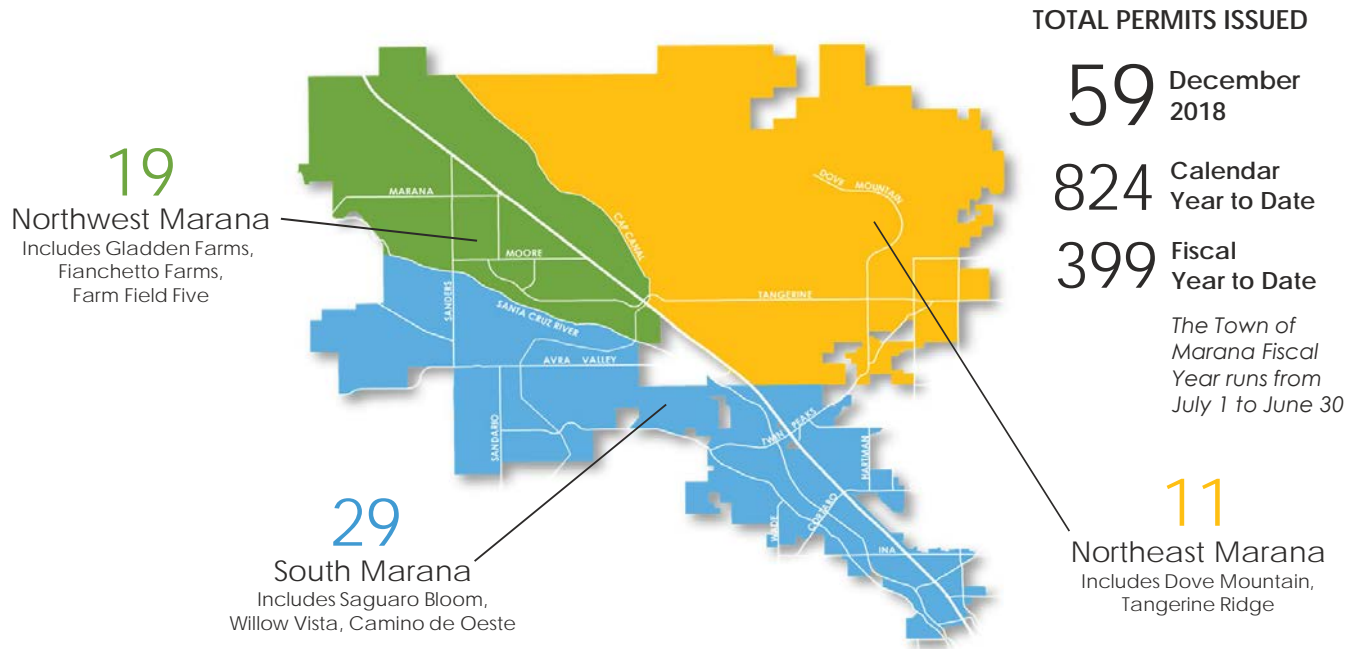 TOTAL PERMITS ISSUED
59 December
2018
824 Calendar
Year to Date
399 Fiscal
Year to Date
The Town of
Marana Fiscal
Year runs from
July 1 to June 30
19
Northwest Marana
Includes Gladden Farms,
Fianchetto Farms,
Farm Field Five
29
South Marana
Includes Saguaro Bloom,
Willow Vista, Camino de Oeste
11
Northeast Marana
Includes Dove Mountain,
Tangerine Ridge
MARANA
MOORE
CAP CANAL
DOVE MOUNTAIN
TANGERINE
SANDERS
SANTA CRUZ RIVER
AVRA VALLEY
SANDARIO
TWIN PEAKS
HARTMAN
WADE
CORTARO
INA